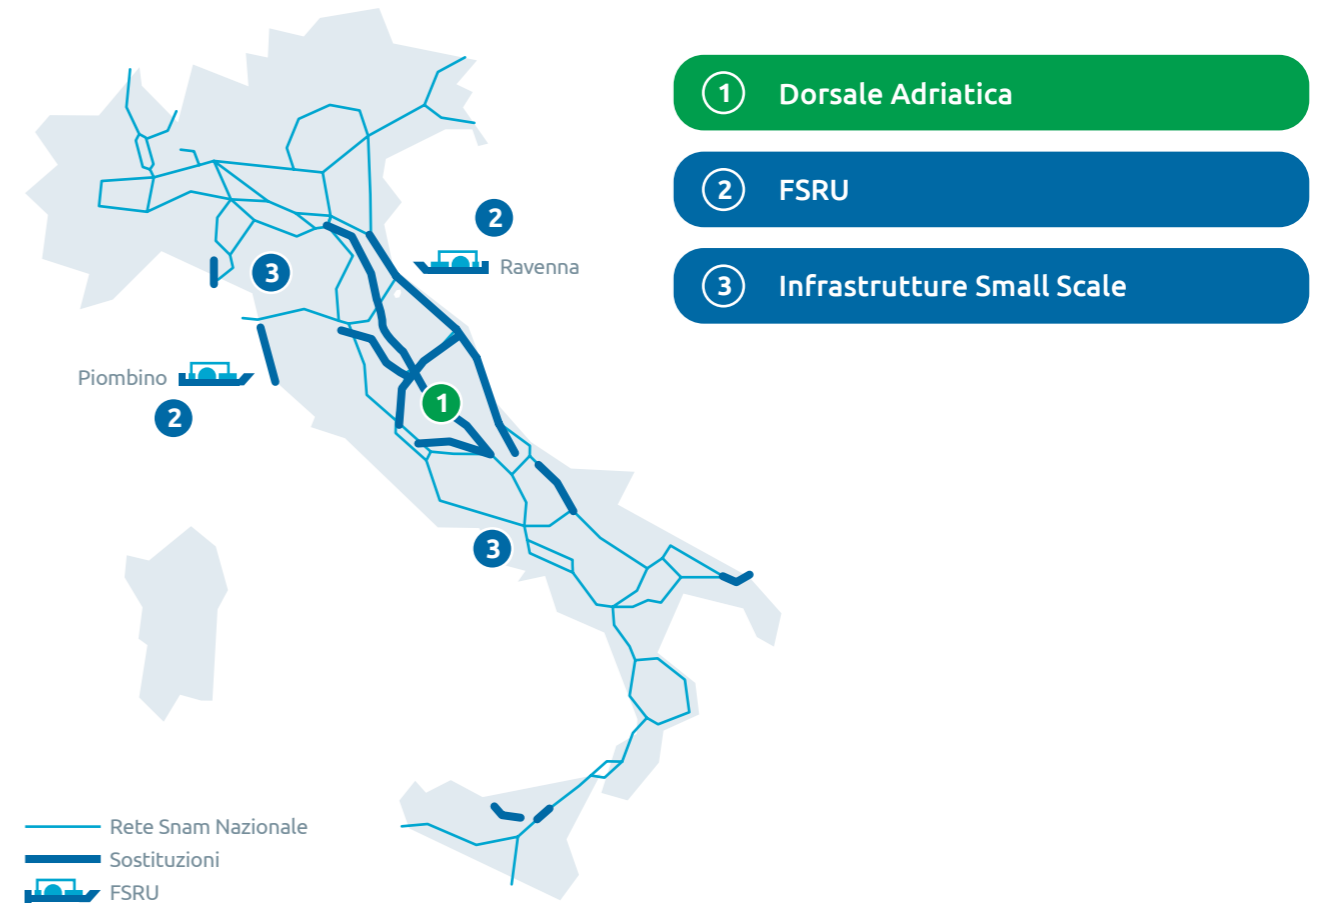 1 Dorsale Adriatica
2 FSRU
3 Infrastrutture Small Scale
2
Ravenna
3
Piombino
2
1
3
Rete Snam Nazionale
Sostituzioni
FSRU